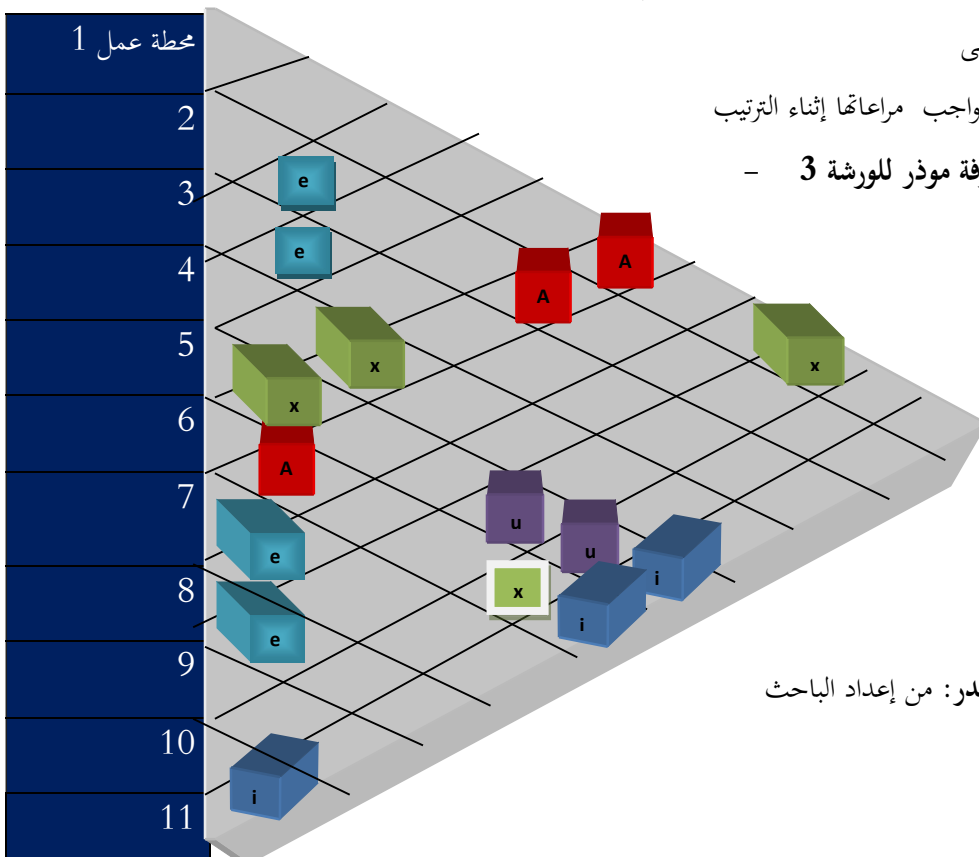 محطة عمل 1
2
3
4
5
6
7
8
9
10
11
ى
واجب مراعاتها إثناء الترتيب
فة موذر للورشة 3 -
در: من إعداد الباحث
e
e
A
A
x
x
x
A
u
u
e
x
i
i
e
i